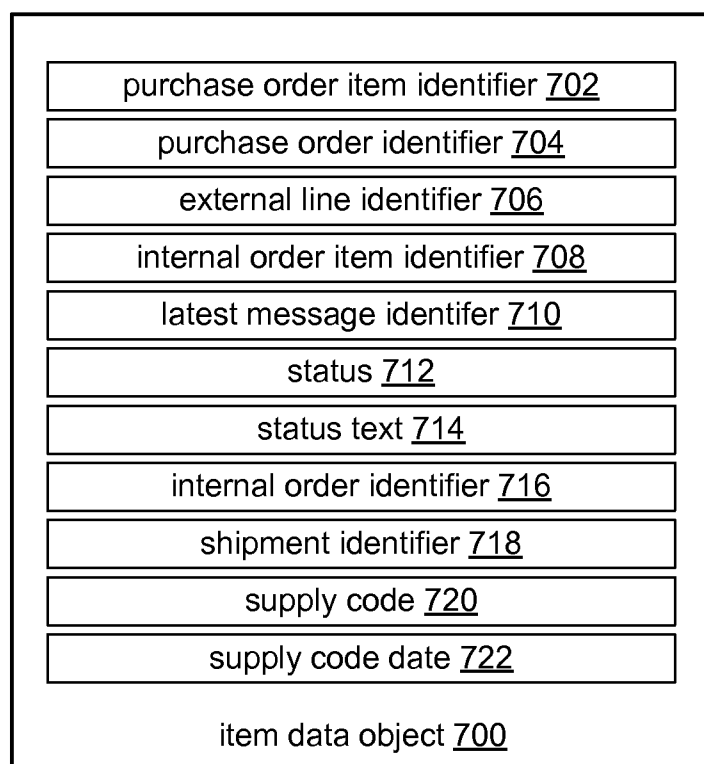 purchase order item identifier 702
purchase order identifier 704
external line identifier 706
internal order item identifier 708
latest message identifer 710
status 712
status text 714
internal order identifier 716
shipment identifier 718
supply code 720
supply code date 722
item data object 700